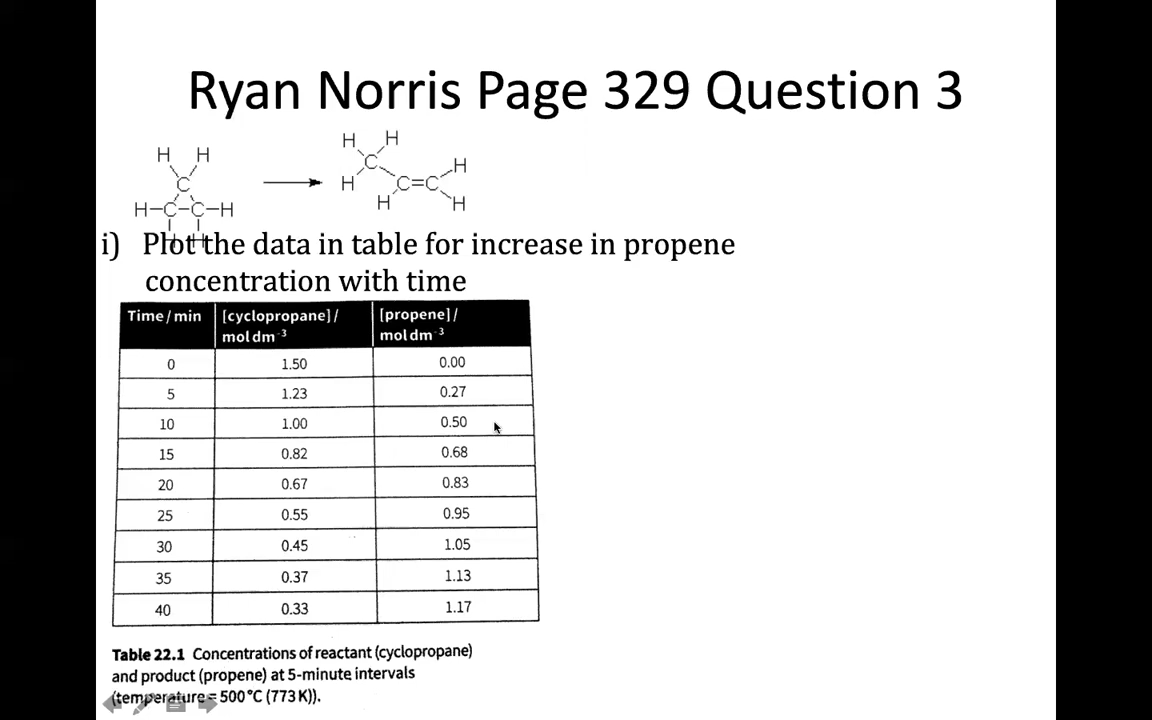 Ryan Norris Page 329 Question 3
H H
H H
C
H
C
H
C=C
H-C-C-H
H
H
i) Plot the data in table for increase in propene
concentration with time
Time / min [cyclopropane] / [propene] /
mol dm-3 mol dm-3
0 1.50 0.00
5 1.23 0.27
10 1.00 0.50
15 0.82 0.68
20 0.67 0.83
25 0.55 0.95
30 0.45 1.05
35 0.37 1.13
40 0.33 1.17
Table 22.1 Concentrations of reactant (cyclopropane)
and product (propene) at 5-minute intervals
(temperature = 500 °C (773 K)).